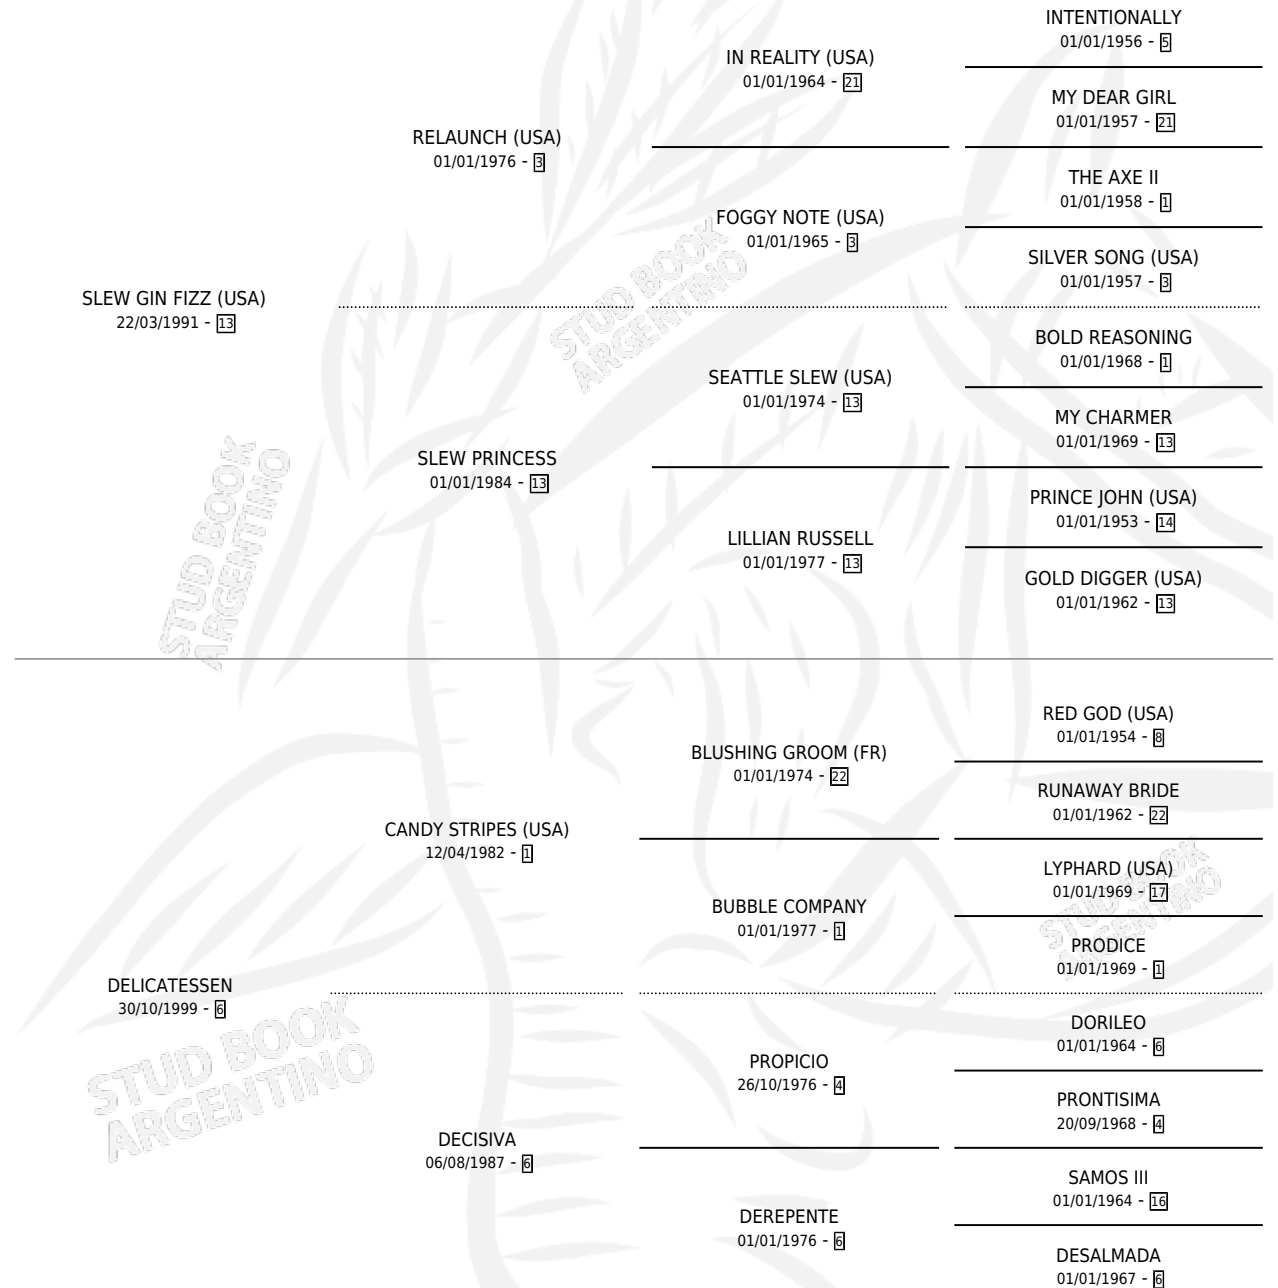 INTENTIONALLY
01/01/1956 - 5
IN REALITY (USA)
01/01/1964 - 21
MY DEAR GIRL
01/01/1957 - 21
RELAUNCH (USA)
01/01/1976 - 3
THE AXE II
01/01/1958 - 1
FOGGY NOTE (USA)
01/01/1965 - 3
SILVER SONG (USA)
01/01/1957 - 3
SLEW GIN FIZZ (USA)
22/03/1991 - 13
STUD BOOK
ARGENTINO
BOLD REASONING
01/01/1968 - 1
SEATTLE SLEW (USA)
01/01/1974 - 13
MY CHARMER
01/01/1969 - 13
SLEW PRINCESS
01/01/1984 - 13
PRINCE JOHN (USA)
01/01/1953 - 14
LILLIAN RUSSELL
01/01/1977 - 13
GOLD DIGGER (USA)
01/01/1962 - 13
STUD BOOK
ARGENTINO
RED GOD (USA)
01/01/1954 - 8
BLUSHING GROOM (FR)
01/01/1974 - 22
RUNAWAY BRIDE
01/01/1962 - 22
CANDY STRIPES (USA)
12/04/1982 - 1
LYPHARD (USA)
01/01/1969 - 17
BUBBLE COMPANY
01/01/1977 - 1
STUD BOOK
ARGENTINO
PRODICE
01/01/1969 - 1
DELICATESSEN
30/10/1999 - 6
DORILEO
01/01/1964 - 6
PROPICIO
26/10/1976 - 4
STUD BOOK
ARGENTINO
PRONTISIMA
20/09/1968 - 4
DECISIVA
06/08/1987 - 6
SAMOS III
01/01/1964 - 16
DEREPENTE
01/01/1976 - 6
DESALMADA
01/01/1967 - 6